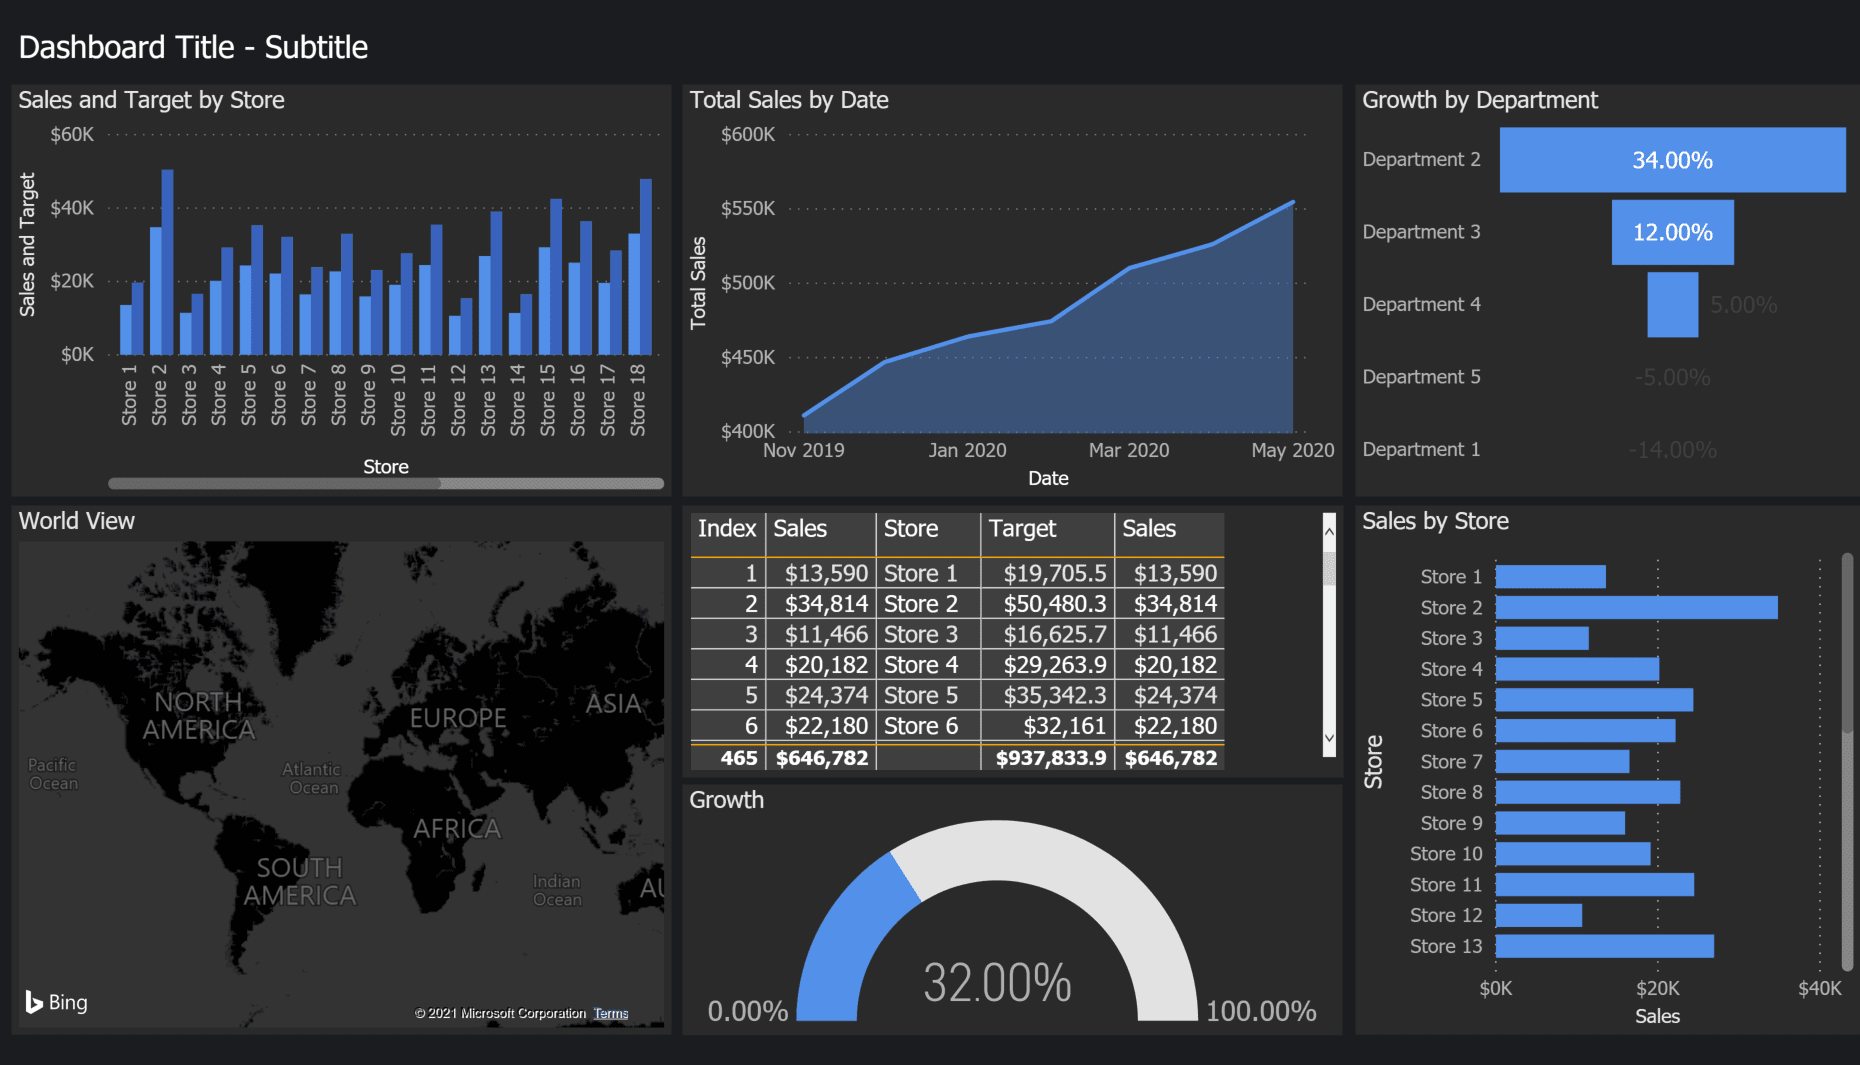 Dashboard Title - Subtitle
Sales and Target by Store
Sales and Target
$60K
$40K
$20K
$0K
Store 1
Store 2
Store 3
Store 4
Store 5
Store 6
Store 7
Store 8
Store 9
Store 10
Store 11
Store 12
Store 13
Store 14
Store 15
Store 16
Store 17
Store 18
Store
Total Sales by Date
Total Sales
$600K
$550K
$500K
$450K
$400K
Nov 2019 Jan 2020 Mar 2020 May 2020
Date
Growth by Department
Department 2 34.00%
Department 3 12.00%
Department 4 5.00%
Department 5 -5.00%
Department 1 -14.00%
World View
NORTH
AMERICA
EUROPE
ASIA
Pacific
Ocean
Atlantic
Ocean
AFRICA
SOUTH
AMERICA
Indian
Ocean
AU
Bing
© 2021 Microsoft Corporation Terms
Index Sales Store Target Sales
1 $13,590 Store 1 $19,705.5 $13,590
2 $34,814 Store 2 $50,480.3 $34,814
3 $11,466 Store 3 $16,625.7 $11,466
4 $20,182 Store 4 $29,263.9 $20,182
5 $24,374 Store 5 $35,342.3 $24,374
6 $22,180 Store 6 $32,161 $22,180
465 $646,782 $937,833.9 $646,782
Growth
32.00%
0.00% 100.00%
Sales by Store
Store
Store 1
Store 2
Store 3
Store 4
Store 5
Store 6
Store 7
Store 8
Store 9
Store 10
Store 11
Store 12
Store 13
$0K $20K $40K
Sales